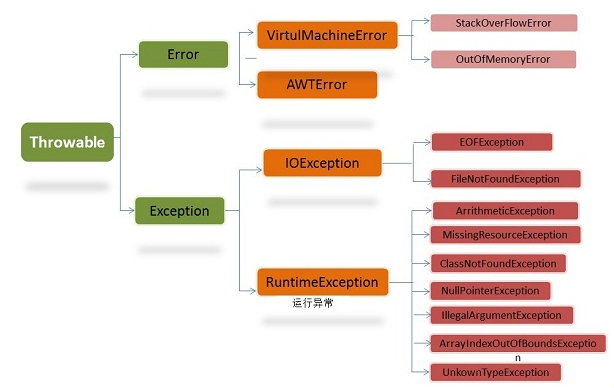 Throwable
Error
VirtulMachineError
StackOverFlowError
OutOfMemoryError
AWTError
Exception
IOException
EOFException
FileNotFoundException
RuntimeException
运行异常
ArrithmeticException
MissingResourceException
ClassNotFoundException
NullPointerException
IllegalArgumentException
ArrayIndexOutOfBoundsExceptio
n
UnkownTypeException